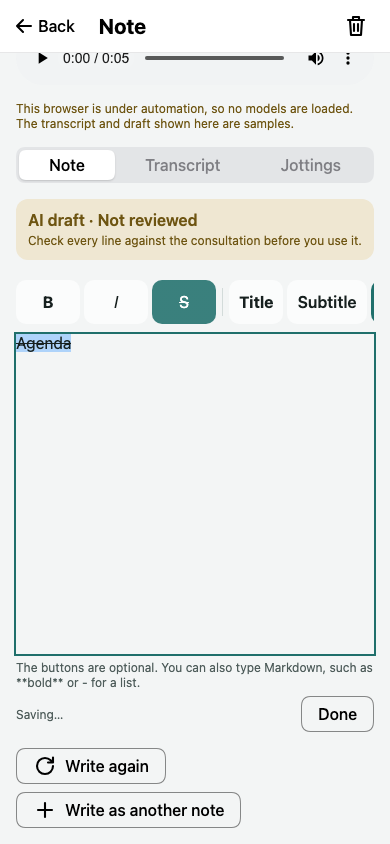 Back Note
0:00 / 0:05
This browser is under automation, so no models are loaded.
The transcript and draft shown here are samples.
Note Transcript Jottings
AI draft · Not reviewed
Check every line against the consultation before you use it.
B I S Title Subtitle
Agenda
The buttons are optional. You can also type Markdown, such as
**bold** or - for a list.
Saving...
Done
Write again
Write as another note